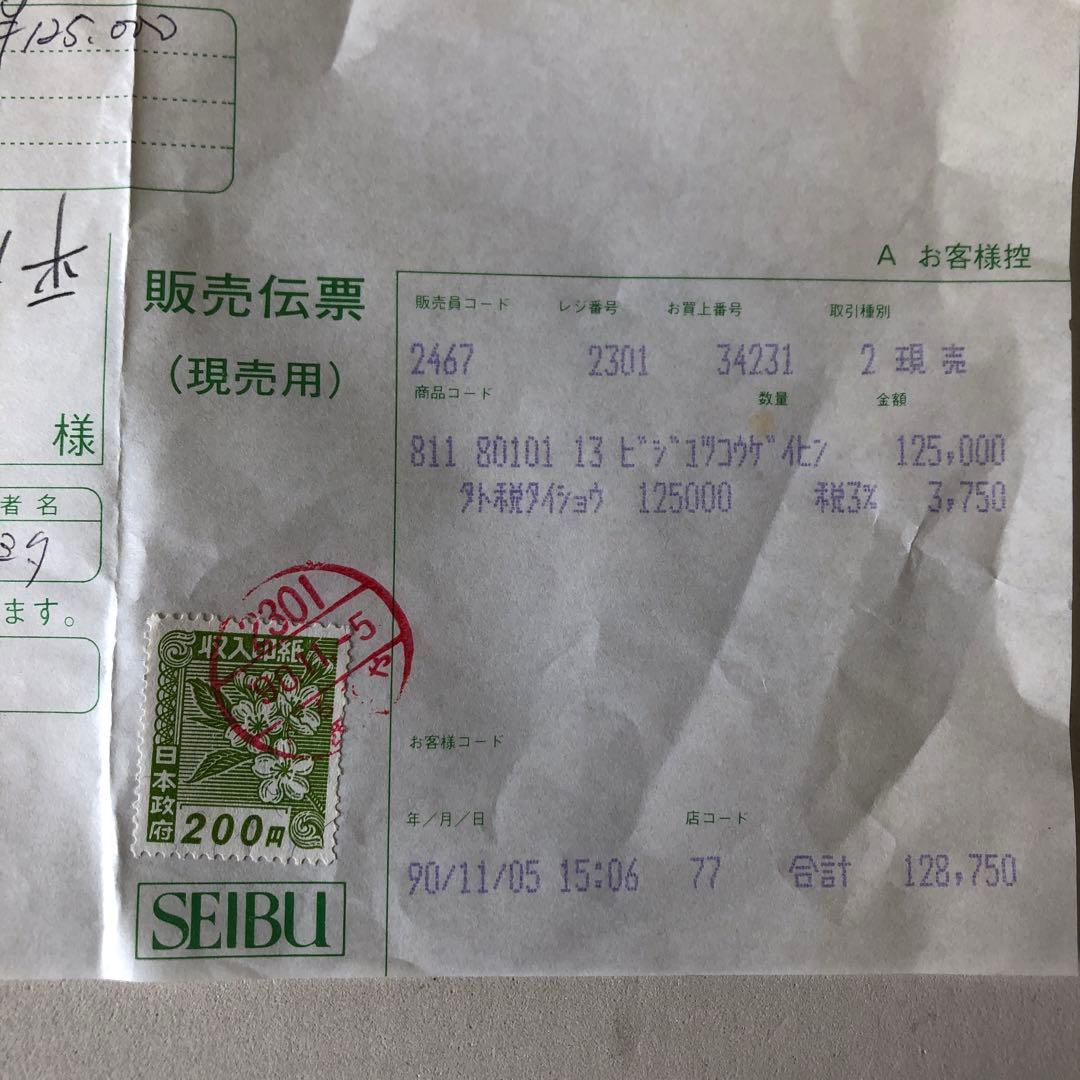 ¥125.000
A お客様控
様
者名
ます。
販売伝票
(現売用)
販売員コード レジ番号 お買上番号 取引種別
2467 2301 34231 2 現 売
商品コード 数量 金額
811 80101 13 ビジュツコウゲイヒン 125,000
外税タイショウ 125000 税3% 3,750
2301
90.11.-5
収入印紙
日本政府
200円
SEIBU
お客様コード
年/月/日 店コード
90/11/05 15:06 77 合計 128,750